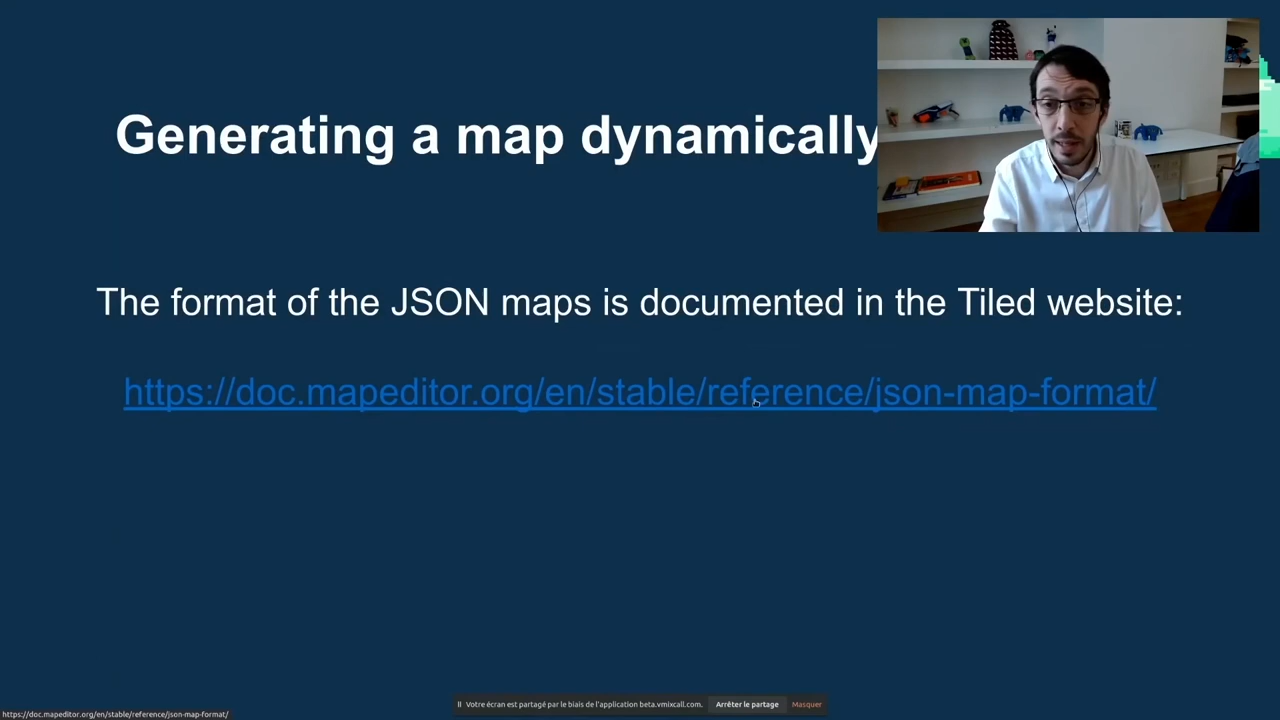 Generating a map dynamically
The format of the JSON maps is documented in the Tiled website:
https://doc.mapeditor.org/en/stable/reference/json-map-format/
Votre écran est partagé par le biais de l'application beta.vmixcall.com.
Arrêter le partage
Masquer
https://doc.mapeditor.org/en/stable/reference/json-map-format/